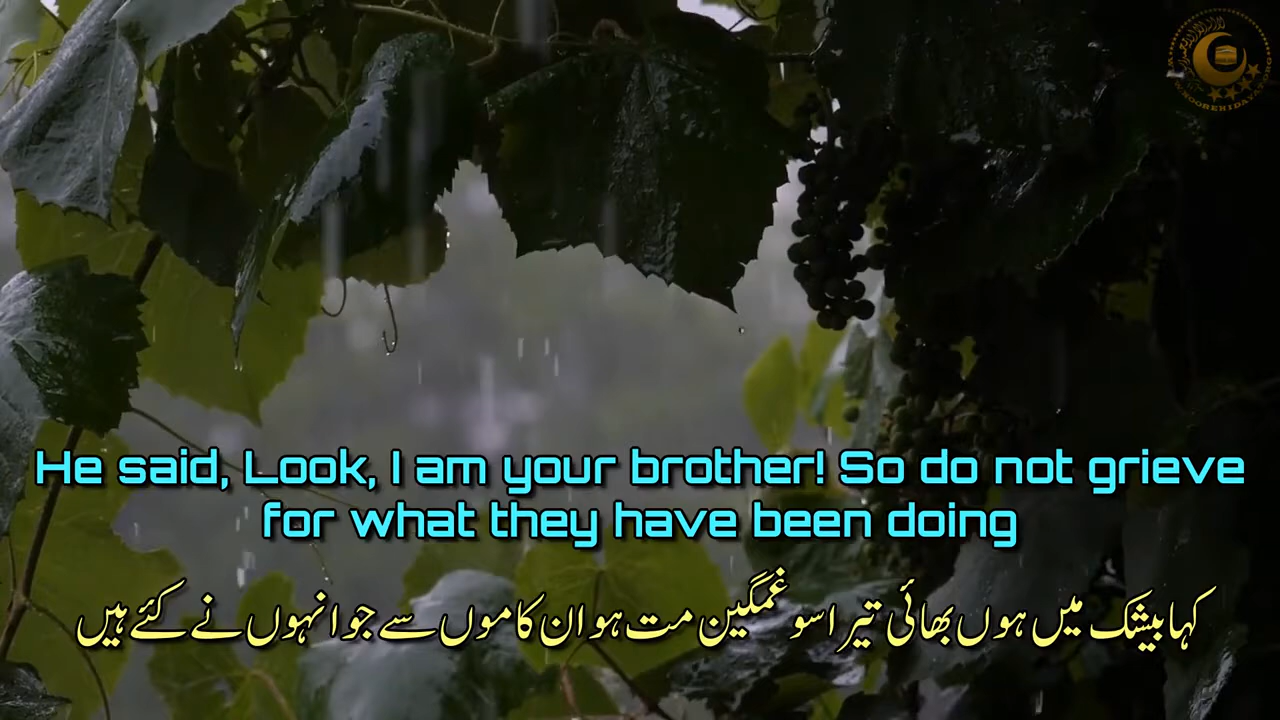 He said, Look, I am your brother! So do not grieve
for what they have been doing
کہا بیشک میں ہوں بھائی تیرا سو غمگین مت ہو ان کاموں سے جو انہوں نے کئے ہیں